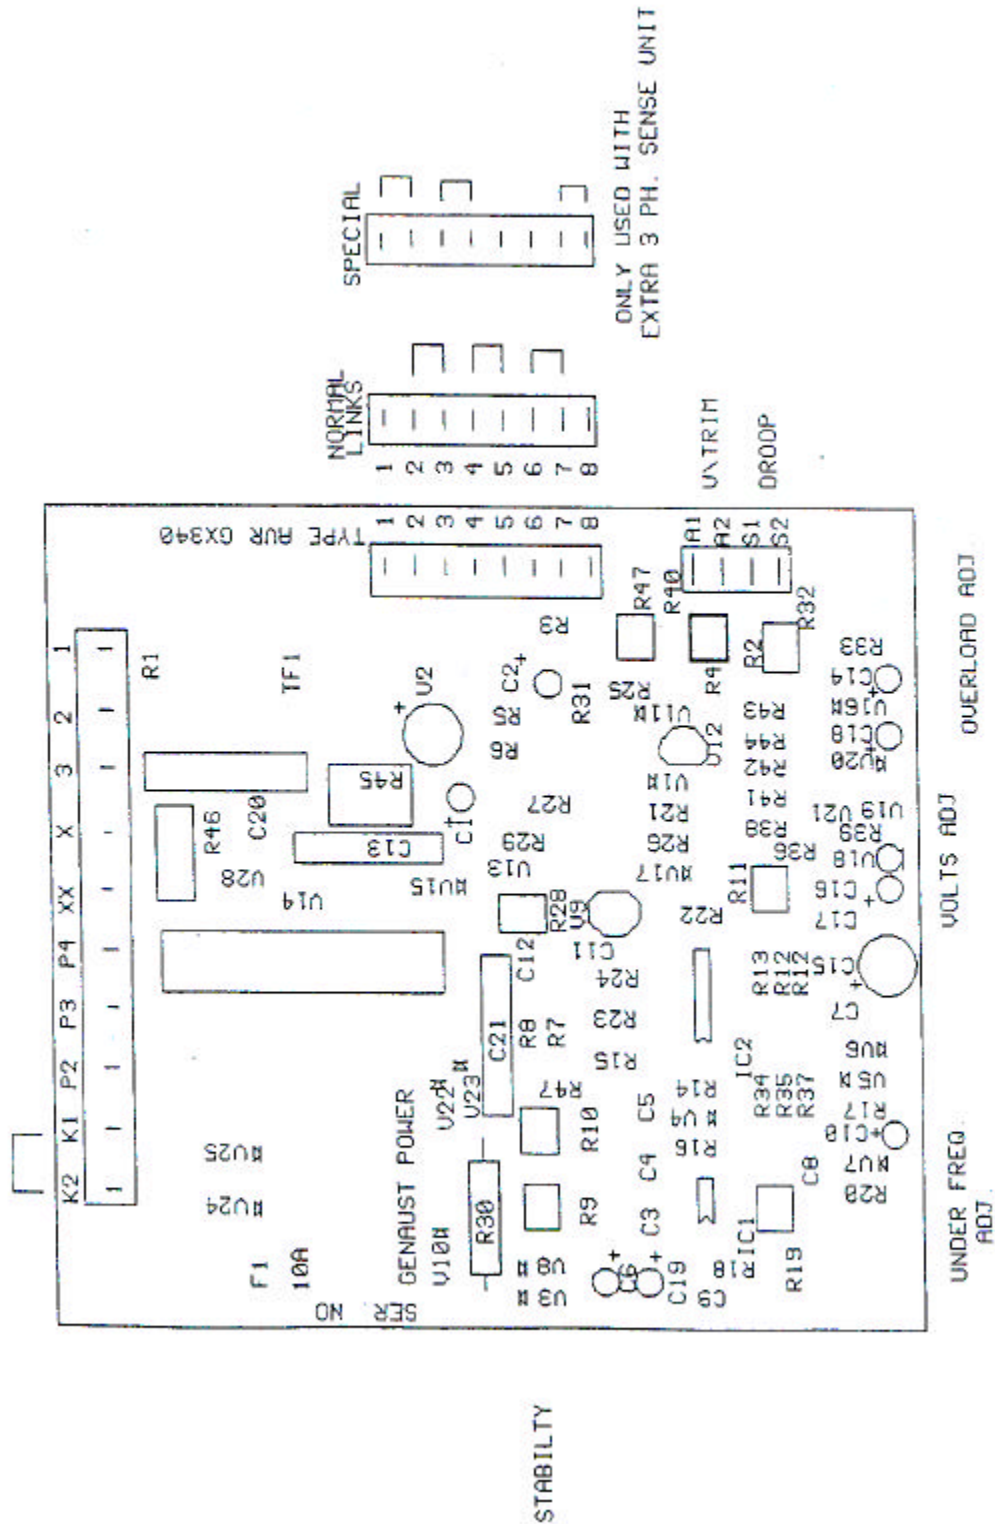 SPECIAL
ONLY USED WITH
EXTRA 3 PH. SENSE UNIT
NORMAL
LINKS
1
2
3
4
5
6
7
8
TYPE AVR GX340
1
2
3
4
5
6
7
8
V\TRIM
DROOP
A1
A2
S1
S2
K2
K1
P2
P3
P4
XX
X
3
2
1
R1
TF1
R46
C20
V28
V14
R45
C13
V15
C1
+
V2
+
V25
V24
F1
10A
GENAUST POWER
SER NO
V10
V22
V23
R30
C21
C12
R28
V13
R29
R27
R6
R5
C2
+
R31
R3
R47
R40
R25
V11
V12
V1
R21
R26
V17
R22
V9
C11
R24
R23
R15
R8
R7
R47
R10
R9
V8
V3
C6
+
C19
+
C3
C4
C5
R16
V4
R14
IC2
IC1
R18
C9
R19
C8
R34
R35
R37
R13
R12
R12
R11
R36
R38
R41
R42
R44
R43
R4
R2
R32
R33
C14
+
V16
C18
V20
V19
V21
R39
V18
C16
+
C17
C15
C7
+
V6
V5
R17
C10
+
V7
R20
STABILTY
UNDER FREQ.
ADJ.
VOLTS ADJ
OVERLOAD ADJ